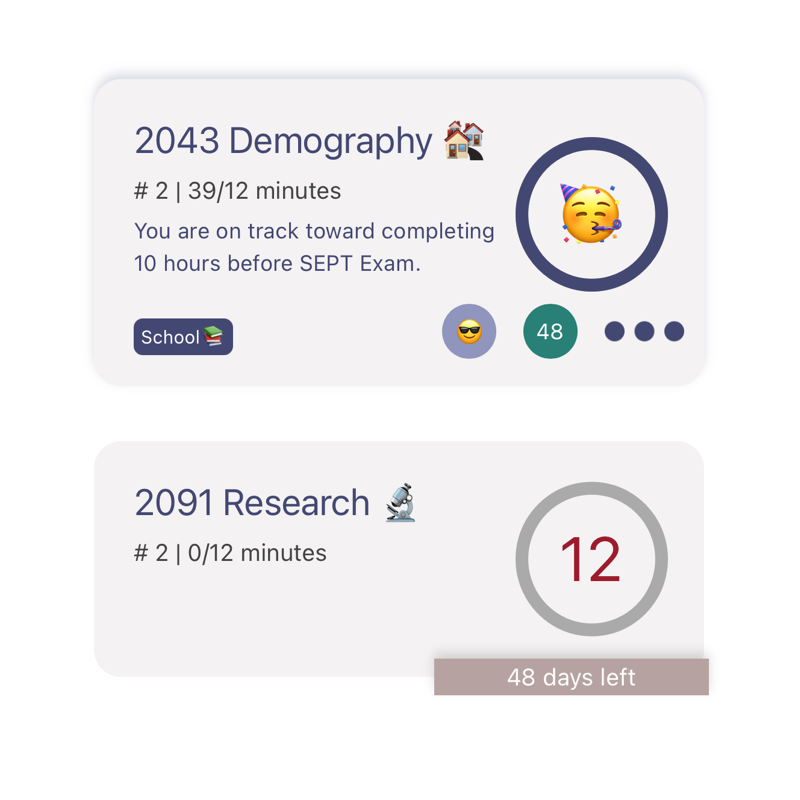 2043 Demography 🏘️
# 2 | 39/12 minutes
You are on track toward completing
10 hours before SEPT Exam.
School📚
😎 48
2091 Research 🔬
# 2 | 0/12 minutes
12
48 days left